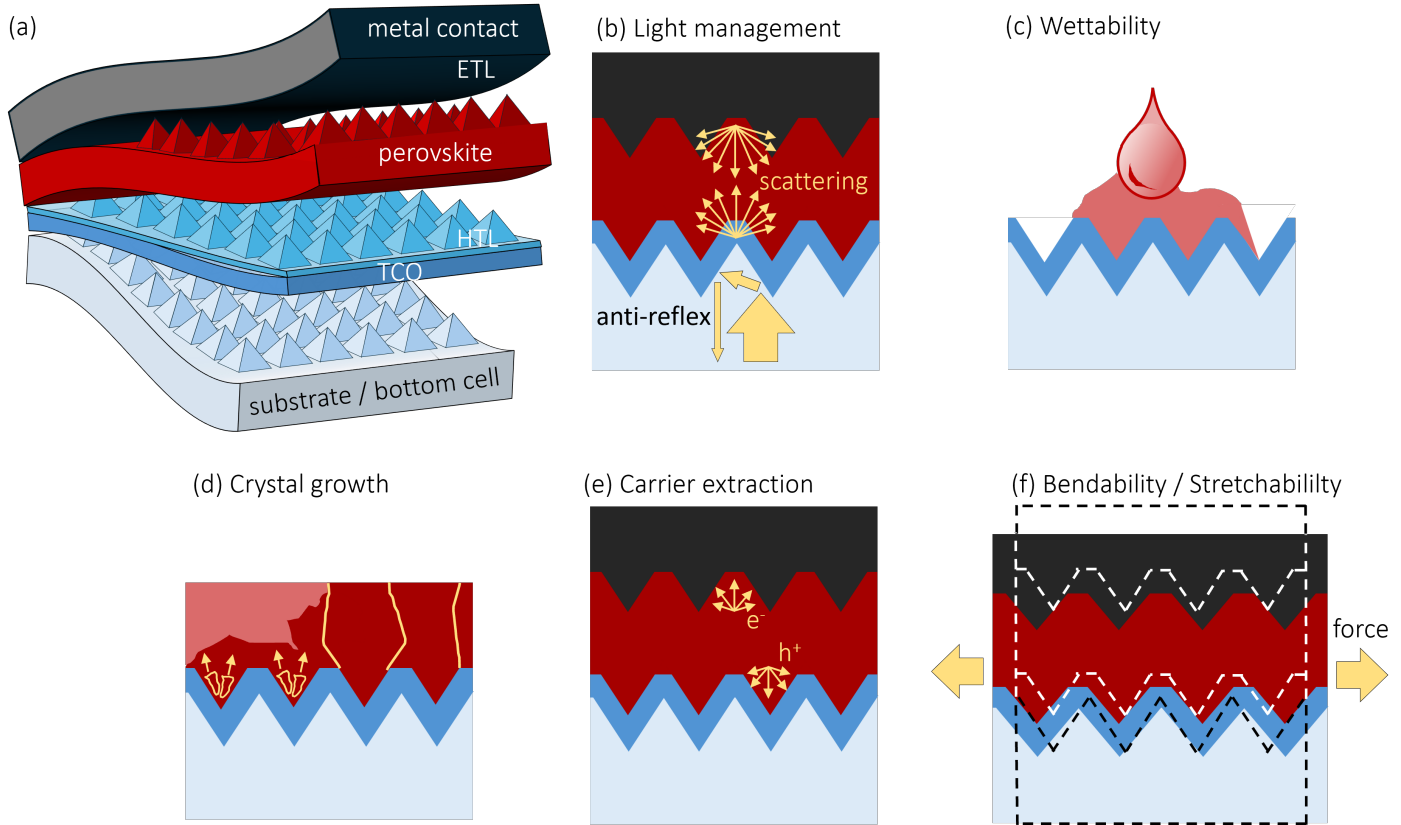 (a)
metal contact
ETL
perovskite
HTL
TCO
substrate / bottom cell
(b) Light management
scattering
anti-reflex
(c) Wettability
(d) Crystal growth
(e) Carrier extraction
e⁻
h⁺
(f) Bendability / Stretchabililty
force